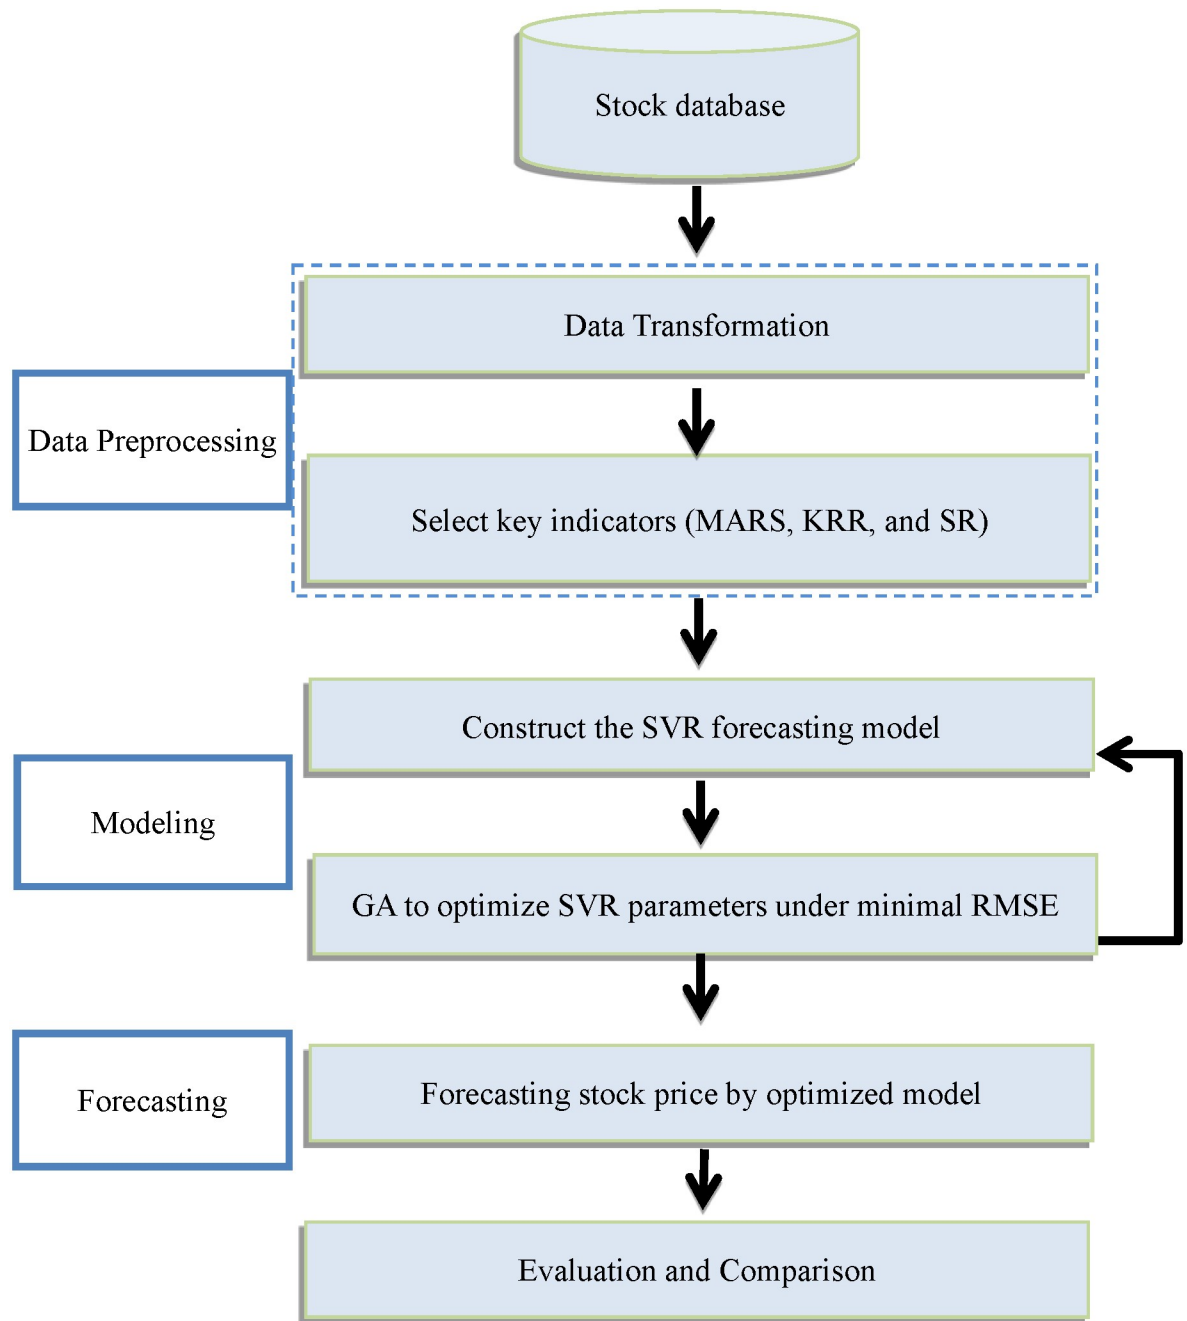 Stock database
Data Transformation
Data Preprocessing
Select key indicators (MARS, KRR, and SR)
Construct the SVR forecasting model
Modeling
GA to optimize SVR parameters under minimal RMSE
Forecasting stock price by optimized model
Forecasting
Evaluation and Comparison